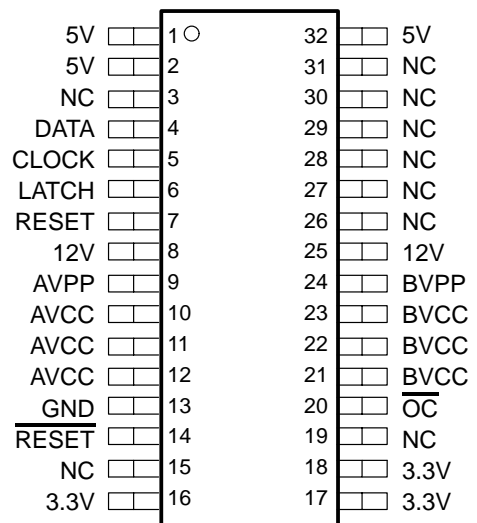 5V 1 32 5V
5V 2 31 NC
NC 3 30 NC
DATA 4 29 NC
CLOCK 5 28 NC
LATCH 6 27 NC
RESET 7 26 NC
12V 8 25 12V
AVPP 9 24 BVPP
AVCC 10 23 BVCC
AVCC 11 22 BVCC
AVCC 12 21 BVCC
GND 13 20 O̅C̅
R̅E̅S̅E̅T̅ 14 19 NC
NC 15 18 3.3V
3.3V 16 17 3.3V